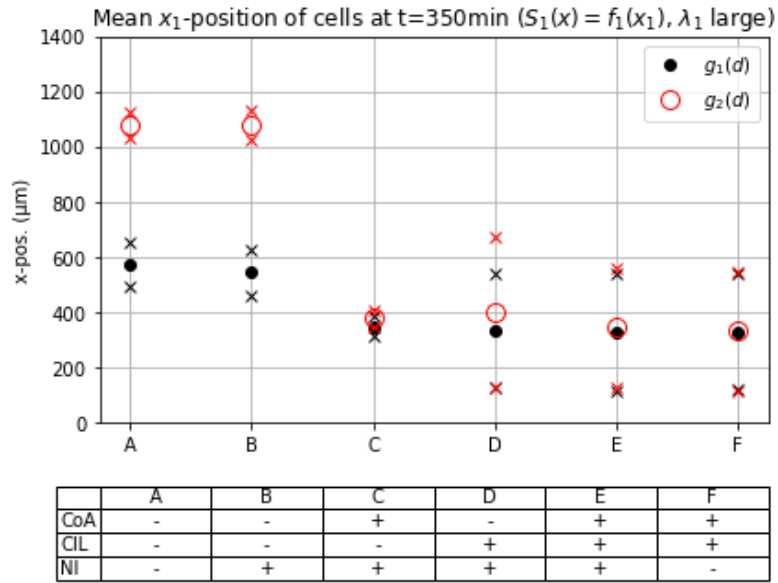 Mean x₁-position of cells at t=350min (S₁(x) = f₁(x₁), λ₁ large)
1400
1200
1000
800
600
400
200
0
x-pos. (μm)
g₁(d)
g₂(d)
A B C D E F
A B C D E F
CoA - - + - + +
CIL - - - + + +
NI - + + + + -